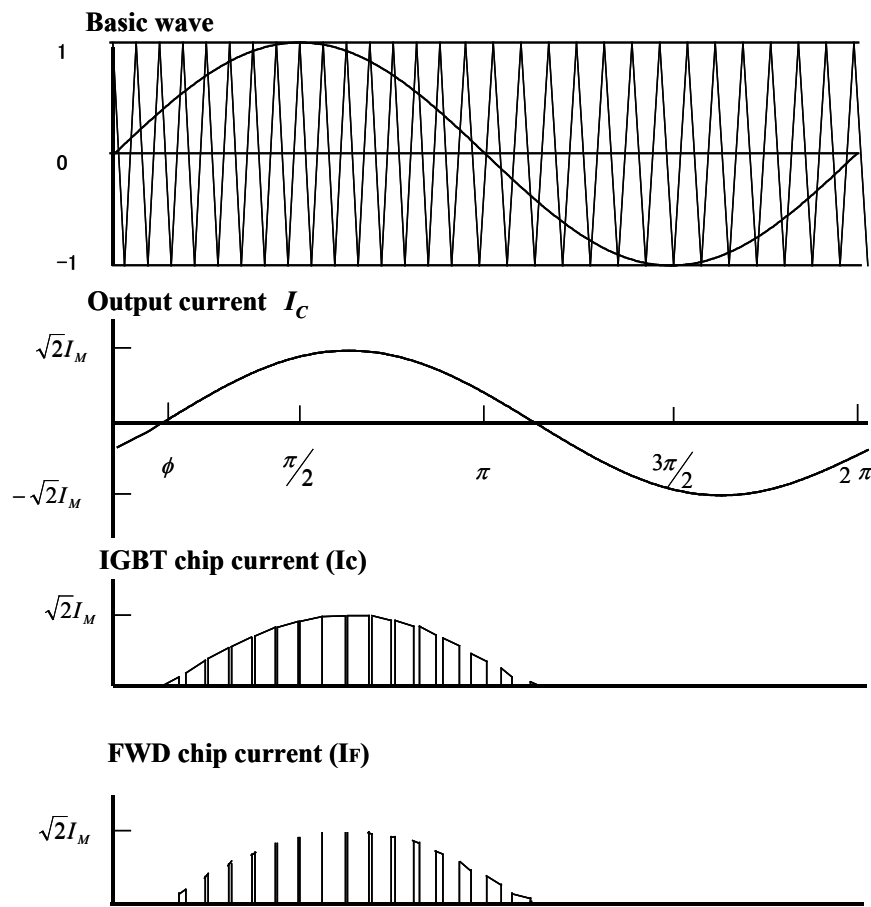 Basic wave
1
0
−1
Output current I_C
√2I_M
ϕ π/2 π 3π/2 2 π
−√2I_M
IGBT chip current (Ic)
√2I_M
FWD chip current (IF)
√2I_M